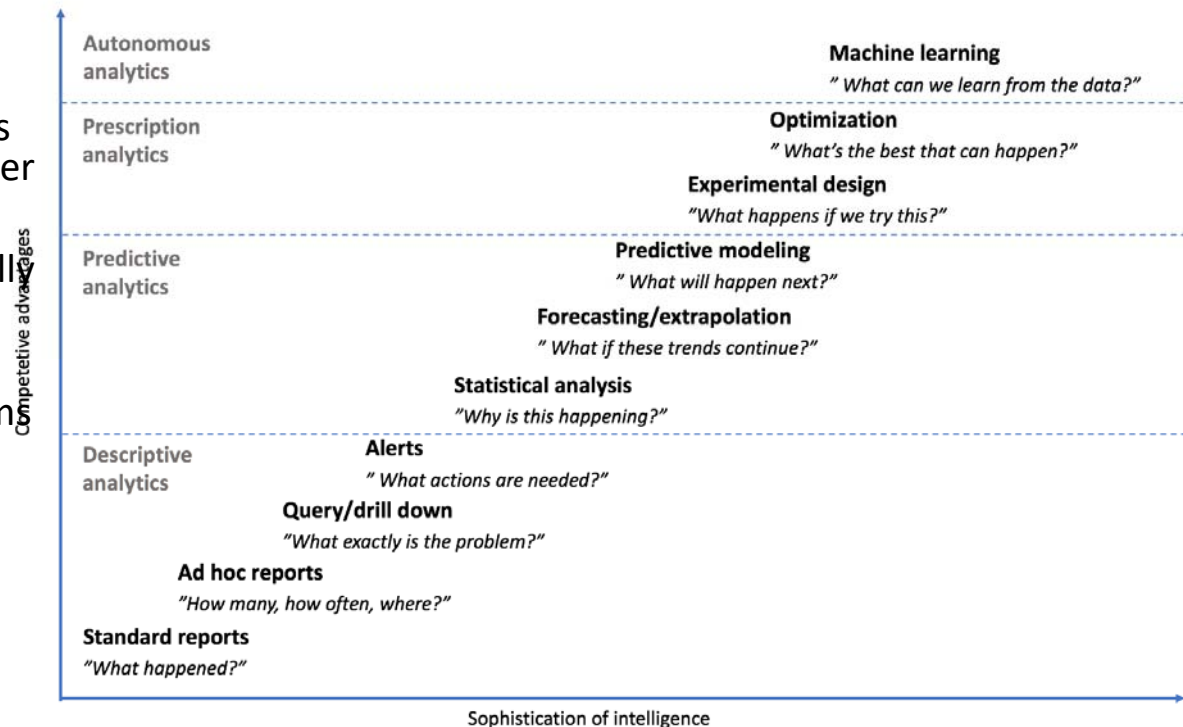 Autonomous
analytics
Machine learning
” What can we learn from the data?”
s
er
Prescription
analytics
Optimization
” What’s the best that can happen?”
Experimental design
”What happens if we try this?”
Competetive advantages
lly
Predictive
analytics
Predictive modeling
” What will happen next?”
Forecasting/extrapolation
” What if these trends continue?”
ns
Statistical analysis
”Why is this happening?”
Descriptive
analytics
Alerts
” What actions are needed?”
Query/drill down
”What exactly is the problem?”
Ad hoc reports
”How many, how often, where?”
Standard reports
”What happened?”
Sophistication of intelligence